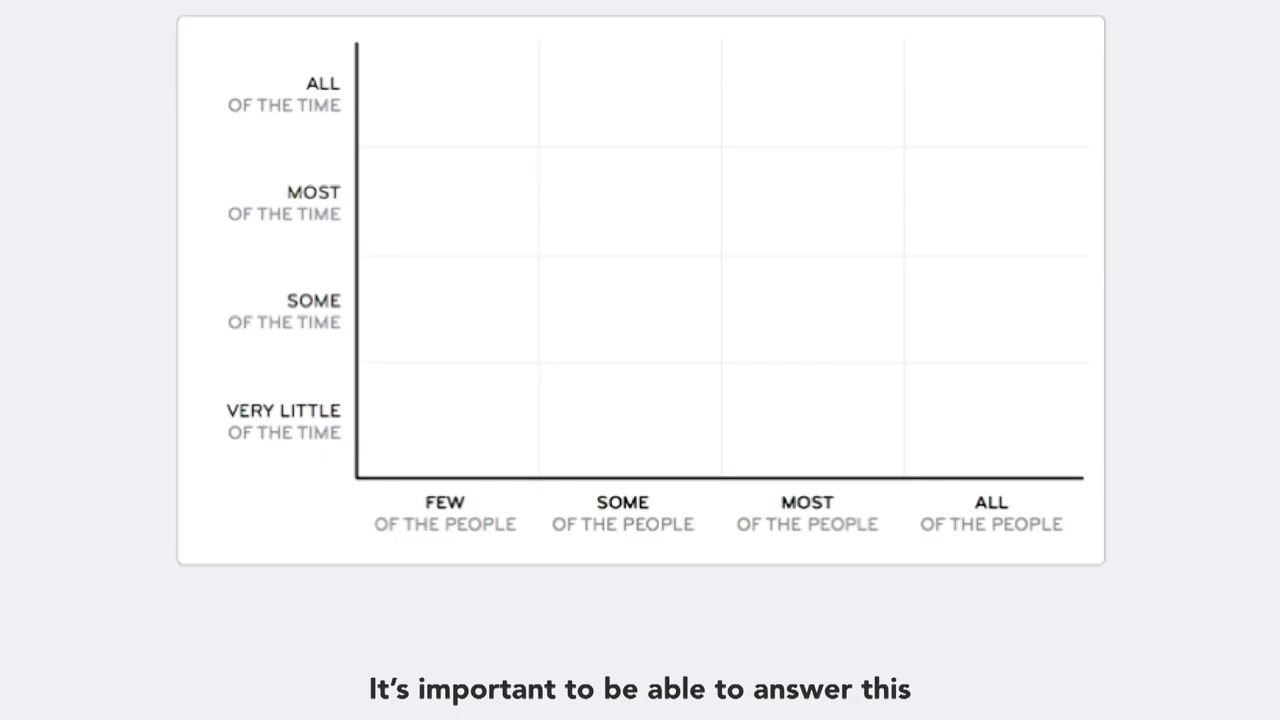 ALL
OF THE TIME
MOST
OF THE TIME
SOME
OF THE TIME
VERY LITTLE
OF THE TIME
FEW
OF THE PEOPLE
SOME
OF THE PEOPLE
MOST
OF THE PEOPLE
ALL
OF THE PEOPLE
It’s important to be able to answer this